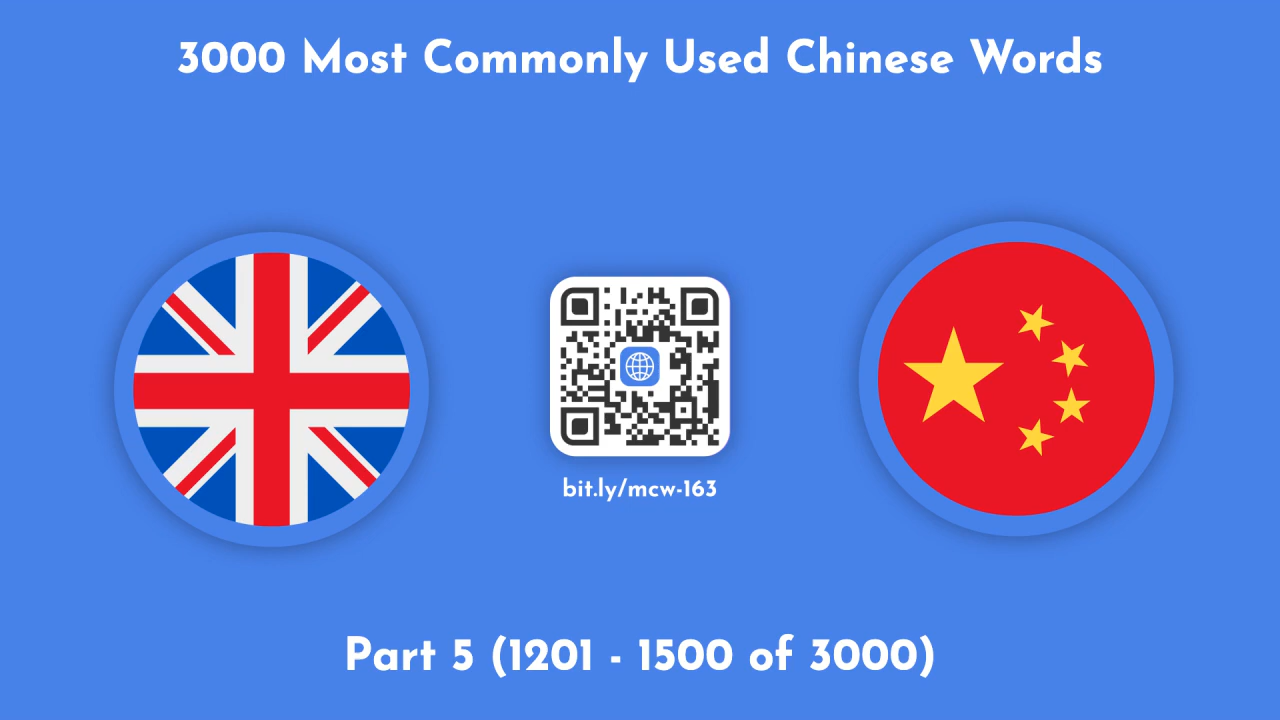 3000 Most Commonly Used Chinese Words
bit.ly/mcw-163
Part 5 (1201 - 1500 of 3000)